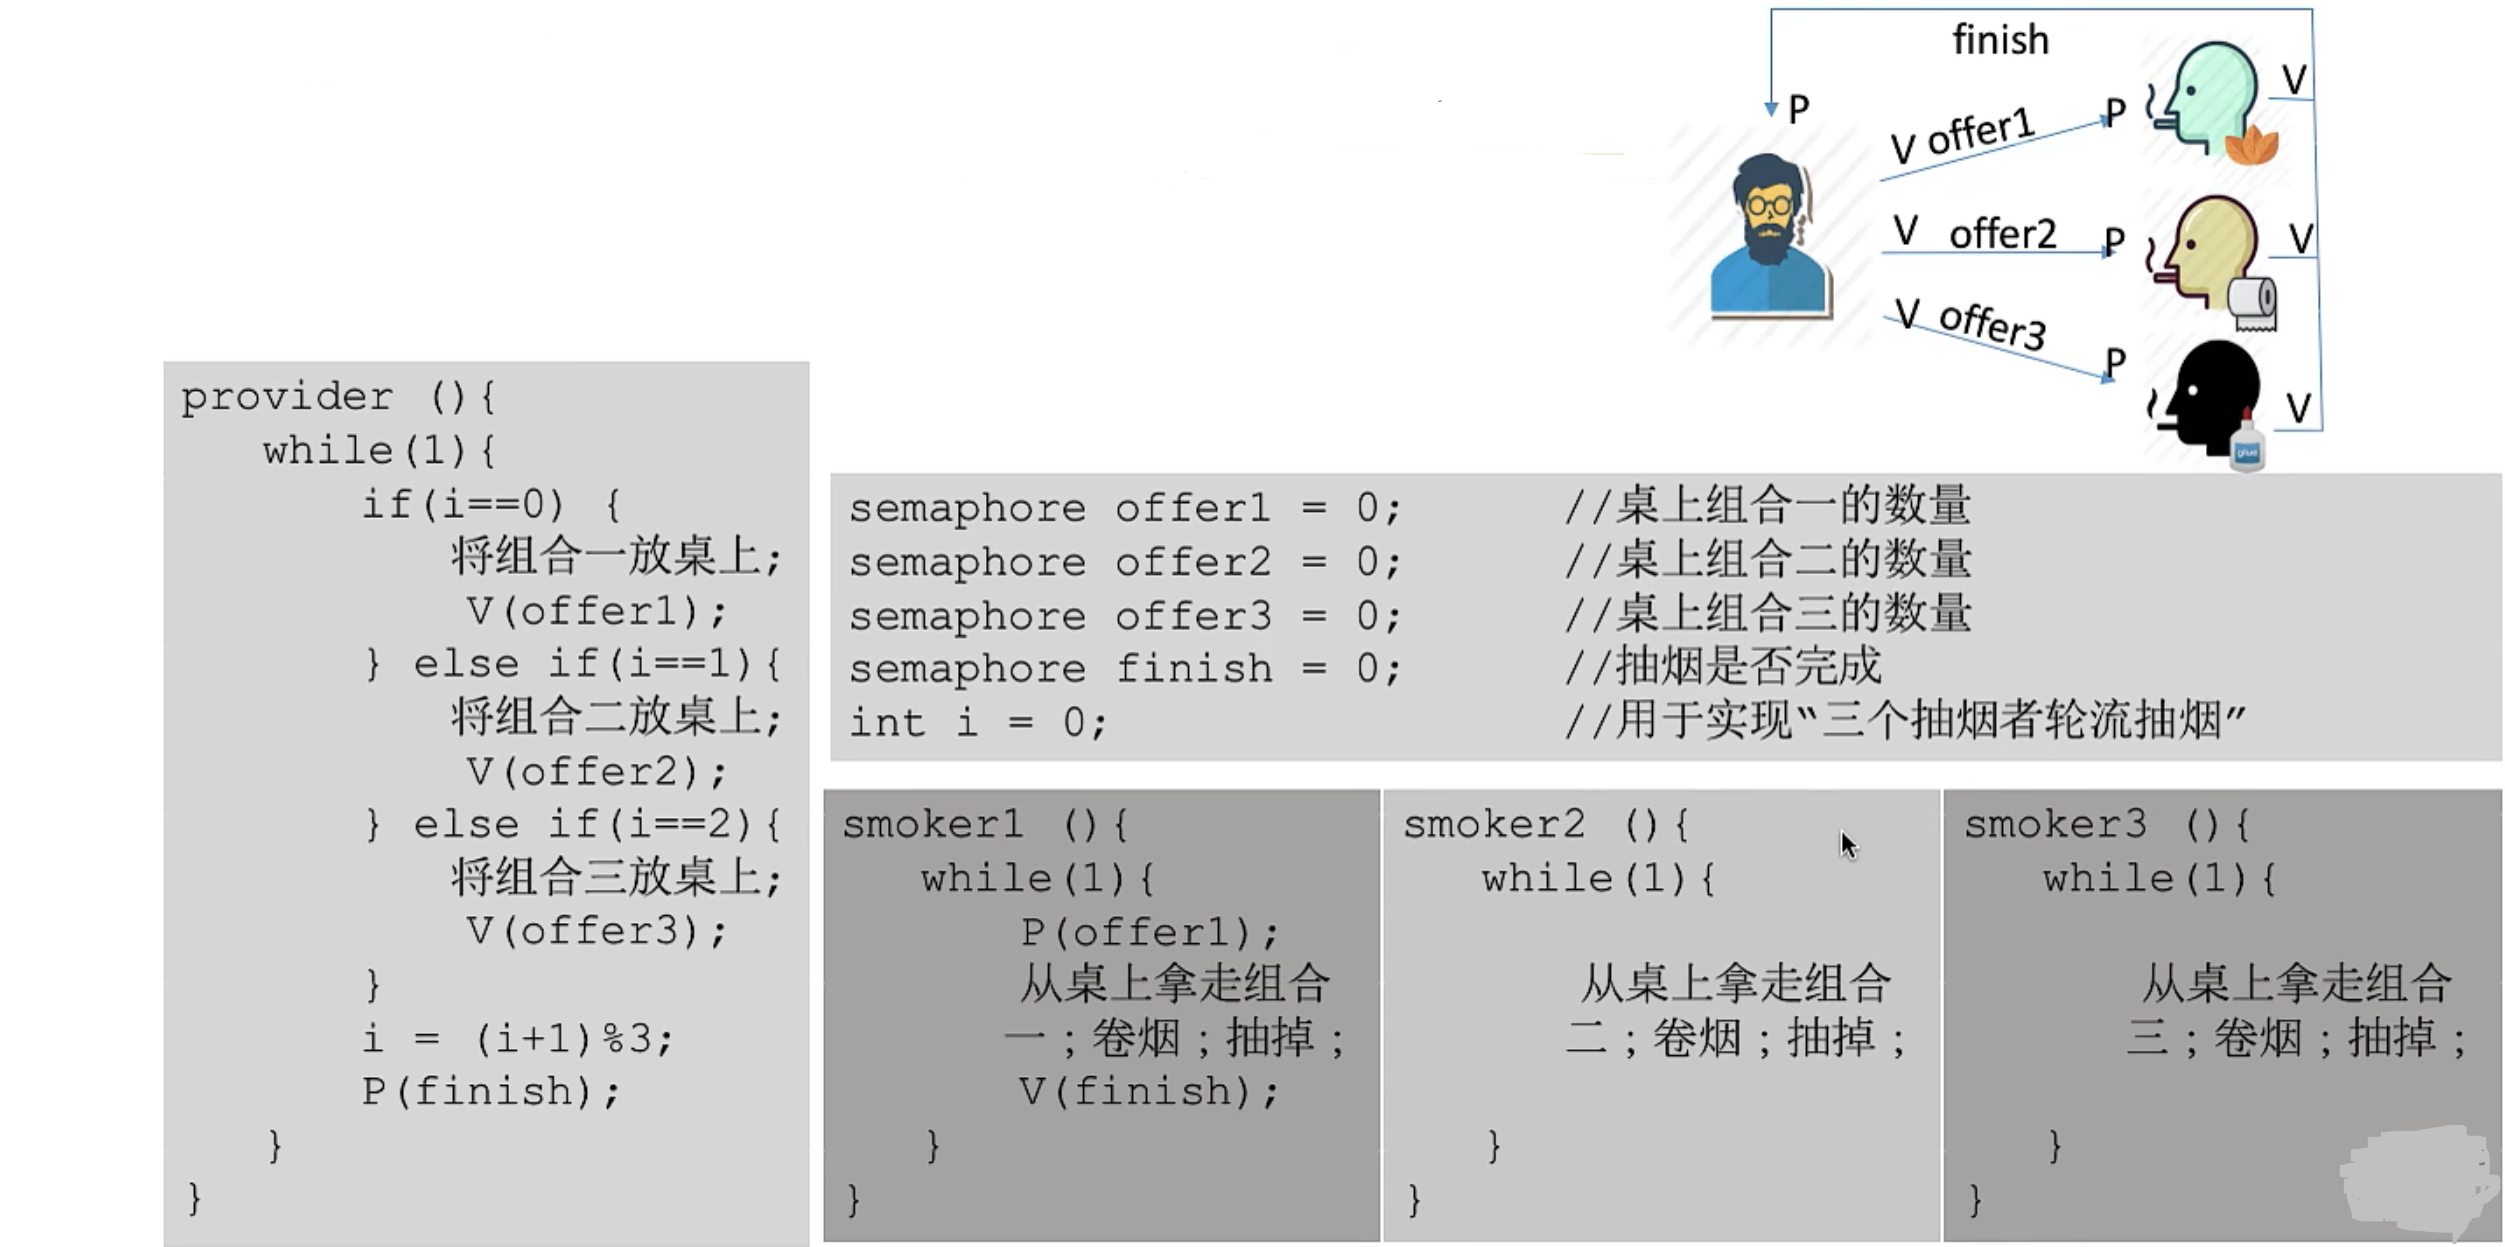 finish
P
V offer1 P
V
V offer2 P
V
V offer3 P
V
glue
provider (){
while(1){
if(i==0) {
将组合一放桌上;
V(offer1);
} else if(i==1){
将组合二放桌上;
V(offer2);
} else if(i==2){
将组合三放桌上;
V(offer3);
}
i = (i+1)%3;
P(finish);
}
}
semaphore offer1 = 0; //桌上组合一的数量
semaphore offer2 = 0; //桌上组合二的数量
semaphore offer3 = 0; //桌上组合三的数量
semaphore finish = 0; //抽烟是否完成
int i = 0; //用于实现“三个抽烟者轮流抽烟”
smoker1 (){
while(1){
P(offer1);
从桌上拿走组合
一；卷烟；抽掉；
V(finish);
}
}
smoker2 (){
while(1){
从桌上拿走组合
二；卷烟；抽掉；
}
}
smoker3 (){
while(1){
从桌上拿走组合
三；卷烟；抽掉；
}
}